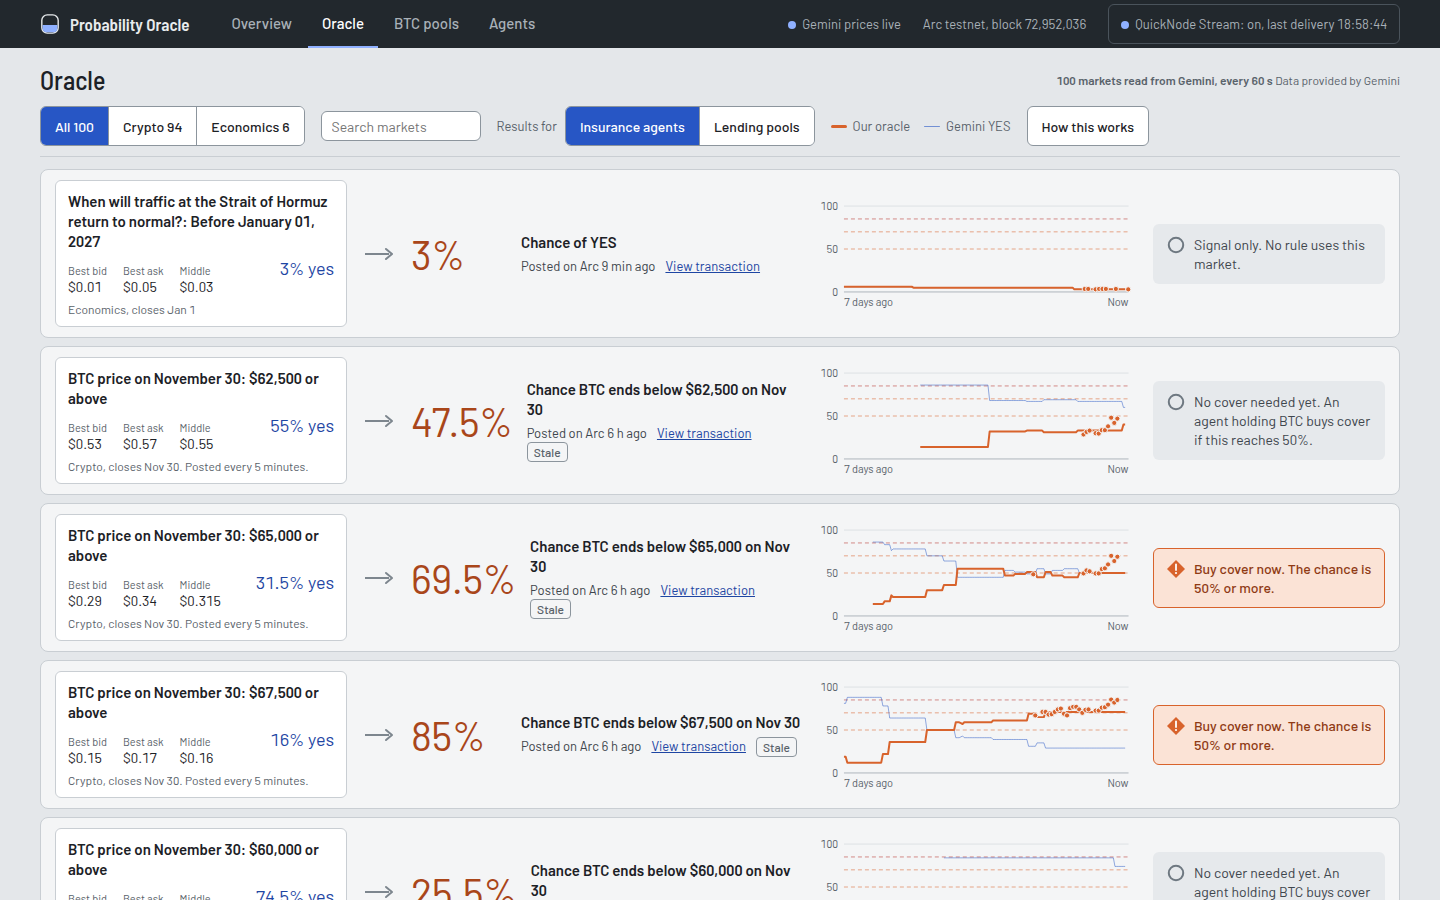 Probability Oracle
Overview
Oracle
BTC pools
Agents
Gemini prices live
Arc testnet, block 72,952,036
QuickNode Stream: on, last delivery 18:58:44
Oracle
100 markets read from Gemini, every 60 s Data provided by Gemini
All 100
Crypto 94
Economics 6
Search markets
Results for
Insurance agents
Lending pools
Our oracle
Gemini YES
How this works
When will traffic at the Strait of Hormuz
return to normal?: Before January 01,
2027
Best bid
Best ask
Middle
3% yes
$0.01
$0.05
$0.03
Economics, closes Jan 1
3%
Chance of YES
Posted on Arc 9 min ago
View transaction
100
50
0
7 days ago
Now
Signal only. No rule uses this
market.
BTC price on November 30: $62,500 or
above
Best bid
Best ask
Middle
55% yes
$0.53
$0.57
$0.55
Crypto, closes Nov 30. Posted every 5 minutes.
47.5%
Chance BTC ends below $62,500 on Nov
30
Posted on Arc 6 h ago
View transaction
Stale
100
50
0
7 days ago
Now
No cover needed yet. An
agent holding BTC buys cover
if this reaches 50%.
BTC price on November 30: $65,000 or
above
Best bid
Best ask
Middle
31.5% yes
$0.29
$0.34
$0.315
Crypto, closes Nov 30. Posted every 5 minutes.
69.5%
Chance BTC ends below $65,000 on Nov
30
Posted on Arc 6 h ago
View transaction
Stale
100
50
0
7 days ago
Now
Buy cover now. The chance is
50% or more.
BTC price on November 30: $67,500 or
above
Best bid
Best ask
Middle
16% yes
$0.15
$0.17
$0.16
Crypto, closes Nov 30. Posted every 5 minutes.
85%
Chance BTC ends below $67,500 on Nov 30
Posted on Arc 6 h ago
View transaction
Stale
100
50
0
7 days ago
Now
Buy cover now. The chance is
50% or more.
BTC price on November 30: $60,000 or
above
Best bid
Best ask
Middle
74.5% yes
25.5%
Chance BTC ends below $60,000 on Nov
30
100
50
No cover needed yet. An
agent holding BTC buys cover